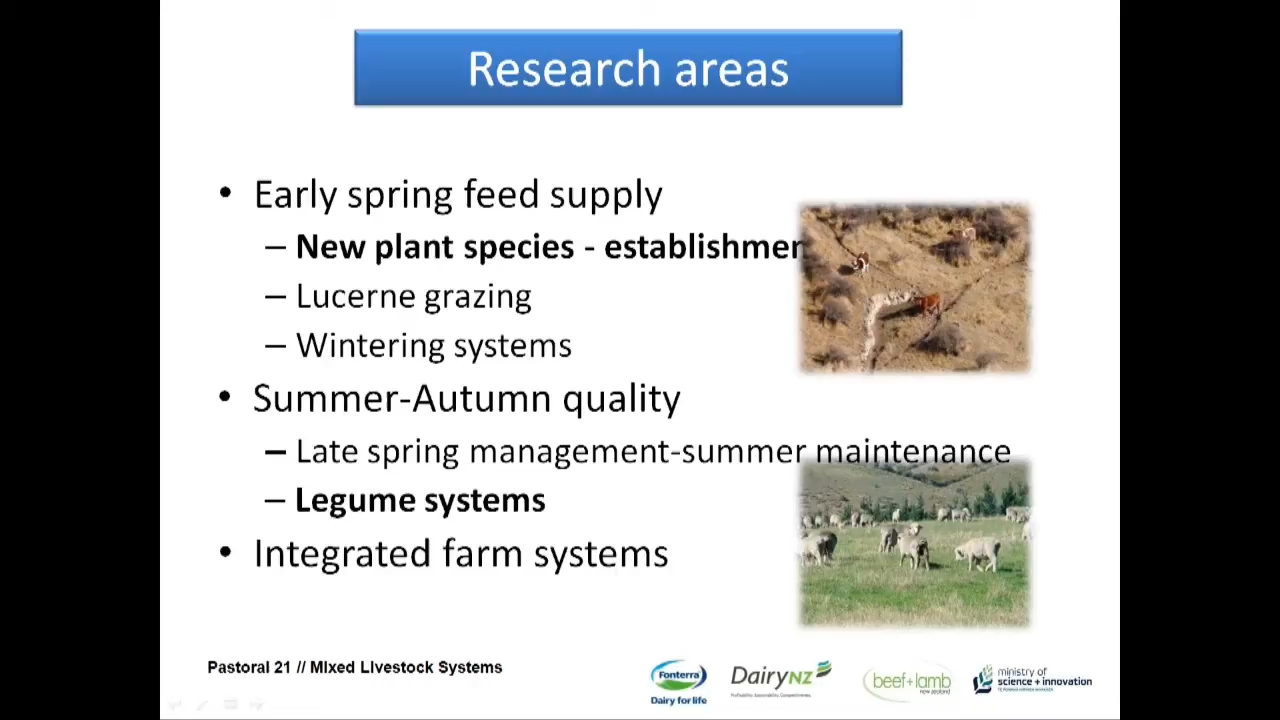 Research areas
• Early spring feed supply
– New plant species - establishmen
– Lucerne grazing
– Wintering systems
• Summer-Autumn quality
– Late spring management-summer maintenance
– Legume systems
• Integrated farm systems
Pastoral 21 // MIxed LIvestock Systems
Fonterra
Dairy for life
DairyNZ
beef+lamb
new zealand
ministry of
science+innovation